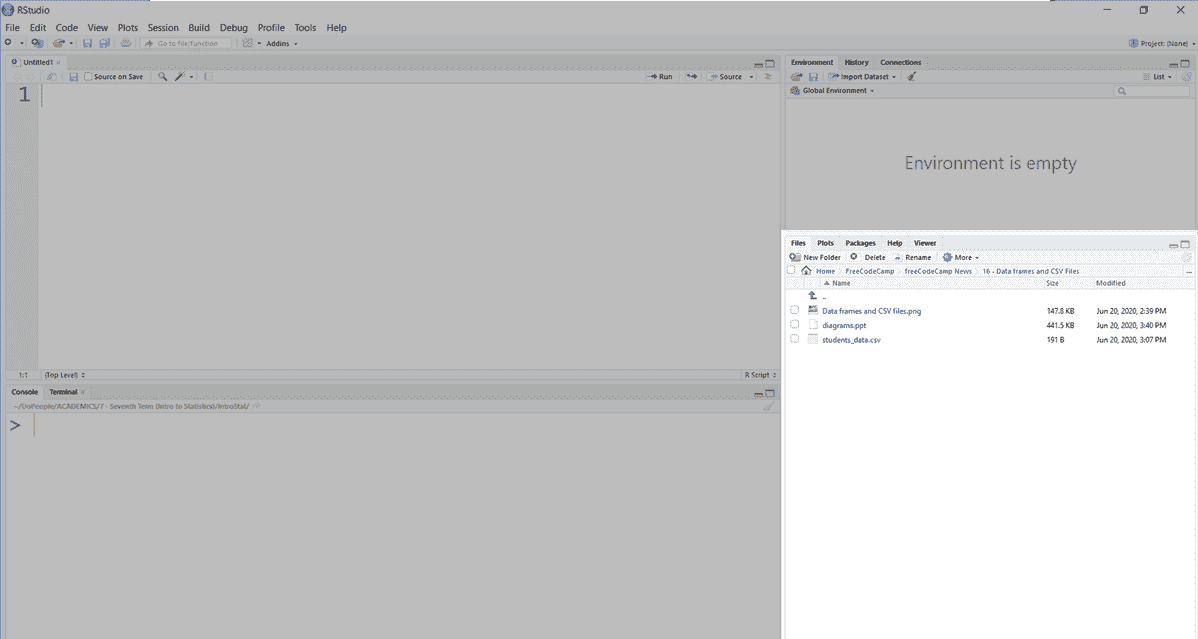 RStudio
File Edit Code View Plots Session Build Debug Profile Tools Help
Go to file/function Addins Project: (None)
Untitled1
Source on Save Run Source
1
1:1 (Top Level) R Script
Console Terminal
~/UoPeople/ACADEMICS/7 - Seventh Term (Intro to Statistics)/IntroStat/
>
Environment History Connections
Import Dataset List
Global Environment
Environment is empty
Files Plots Packages Help Viewer
New Folder Delete Rename More
Home FreeCodeCamp freeCodeCamp News 16 - Data frames and CSV Files
Name Size Modified
..
Data frames and CSV files.png 147.8 KB Jun 20, 2020, 2:39 PM
diagrams.ppt 441.5 KB Jun 20, 2020, 3:40 PM
students_data.csv 191 B Jun 20, 2020, 3:07 PM